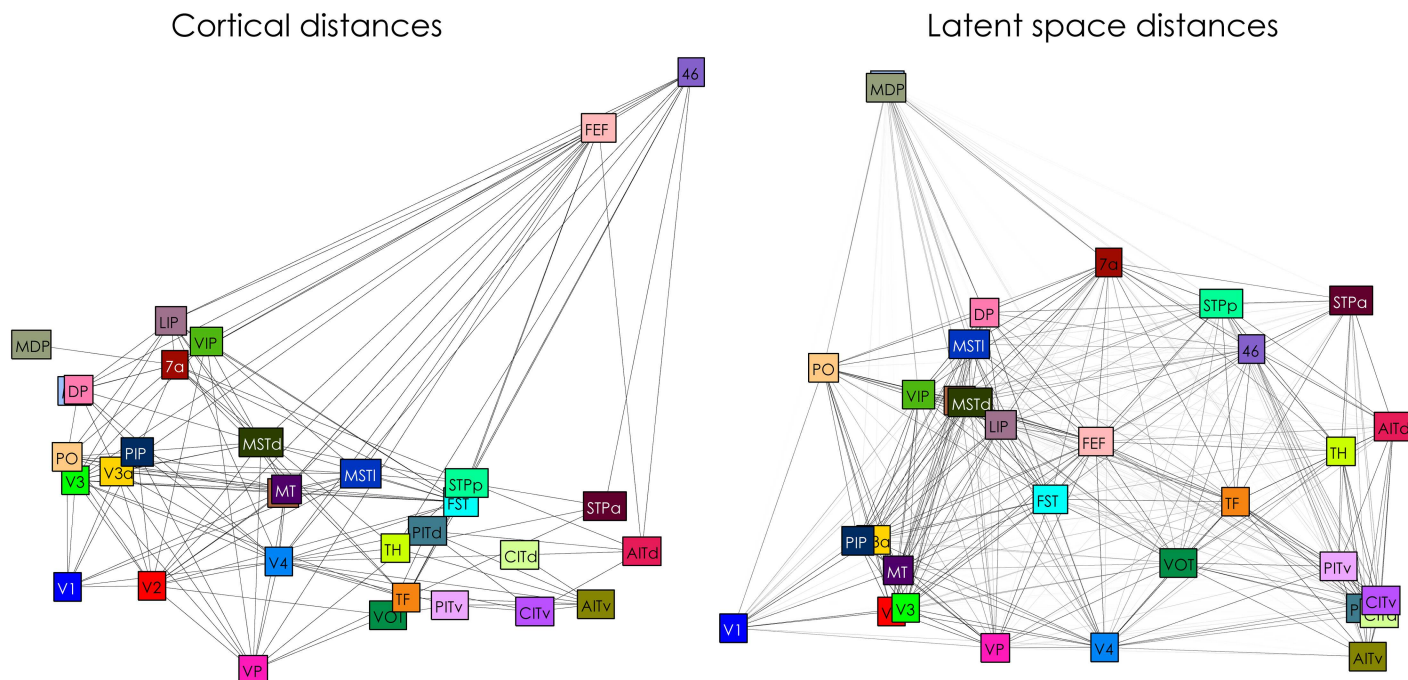 Cortical distances
46
FEF
LIP
VIP
MDP
7a
DP
PO
PIP
V3
V3a
MSTd
MSTl
MT
STPp
FST
STPa
PITd
TH
CITd
AITd
V4
V1
V2
TF
VOT
PITv
CITv
AITv
VP
Latent space distances
MDP
7a
STPp
STPa
DP
MSTl
46
PO
VIP
MSTd
LIP
FEF
AITd
TH
FST
TF
PIP
3a
MT
VOT
PITv
V3
CITv
V1
VP
V4
AITv